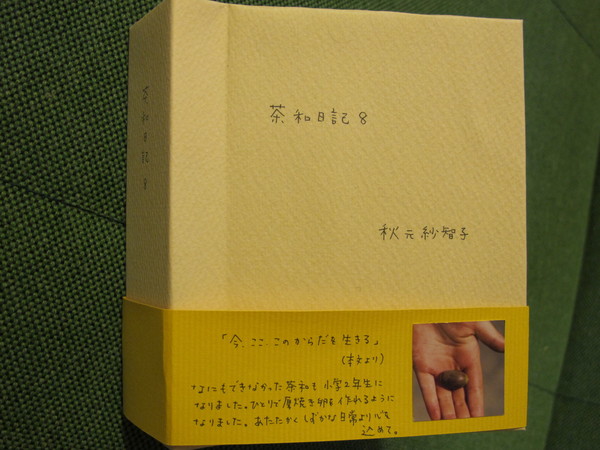 茶和日記 8
茶和日記8
秋元紗智子
「今、ここ、このからだを生きる」
(本文より)
なにもできなかった茶和も小学2年生に
なりました。ひとりで厚焼き卵も作れるように
なりました。あたたかくしずかな日常より心を
込めて。